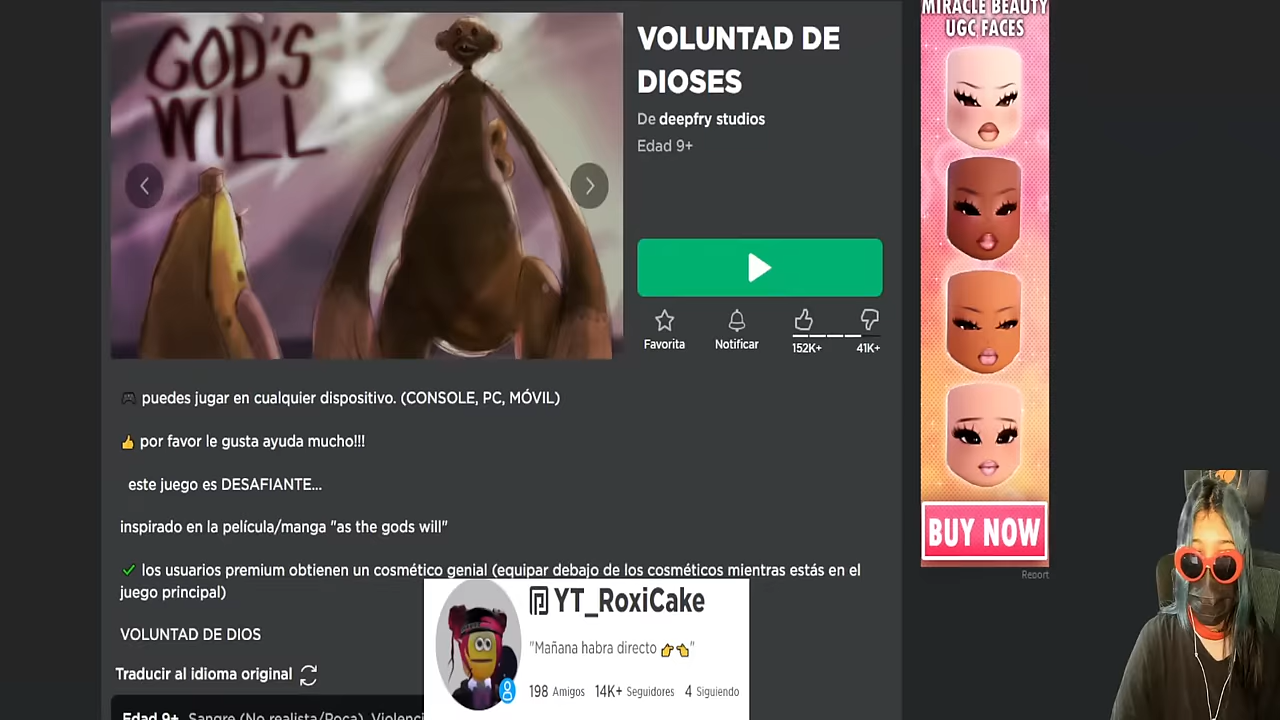 GOD'S
WILL
VOLUNTAD DE
DIOSES
De deepfry studios
Edad 9+
Favorita
Notificar
152K+
41K+
🎮 puedes jugar en cualquier dispositivo. (CONSOLE, PC, MÓVIL)
👍 por favor le gusta ayuda mucho!!!
este juego es DESAFIANTE...
inspirado en la película/manga "as the gods will"
✔ los usuarios premium obtienen un cosmético genial (equipar debajo de los cosméticos mientras estás en el
juego principal)
VOLUNTAD DE DIOS
Traducir al idioma original
Edad 9+ Sangre (No realista/Poca), Violenci
YT_RoxiCake
"Mañana habra directo 👉👈"
198 Amigos 14K+ Seguidores 4 Siguiendo
MIRACLE BEAUTY
UGC FACES
BUY NOW
Report